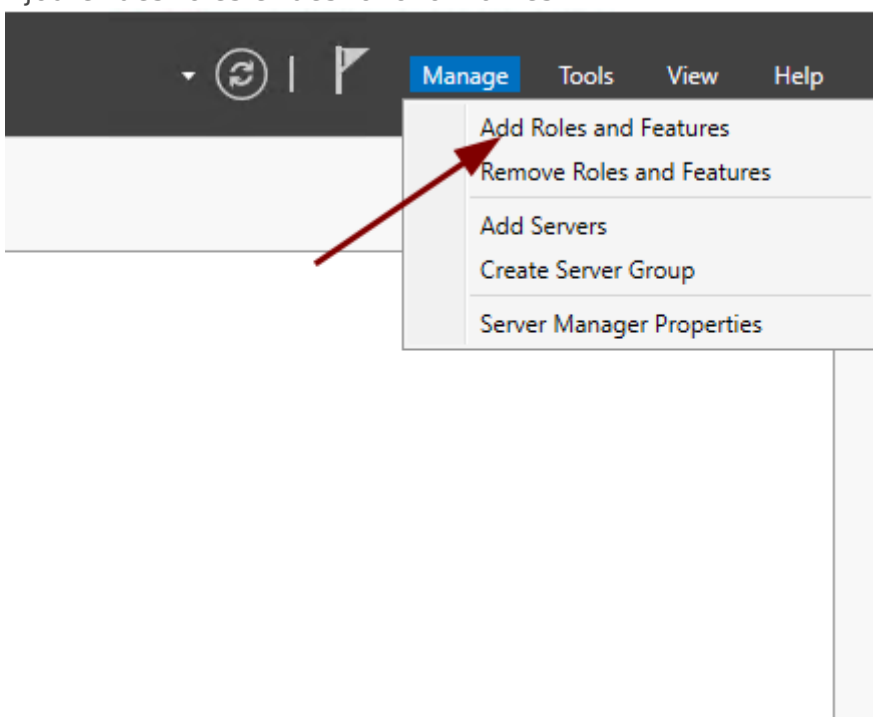 Manage Tools View Help
Add Roles and Features
Remove Roles and Features
Add Servers
Create Server Group
Server Manager Properties